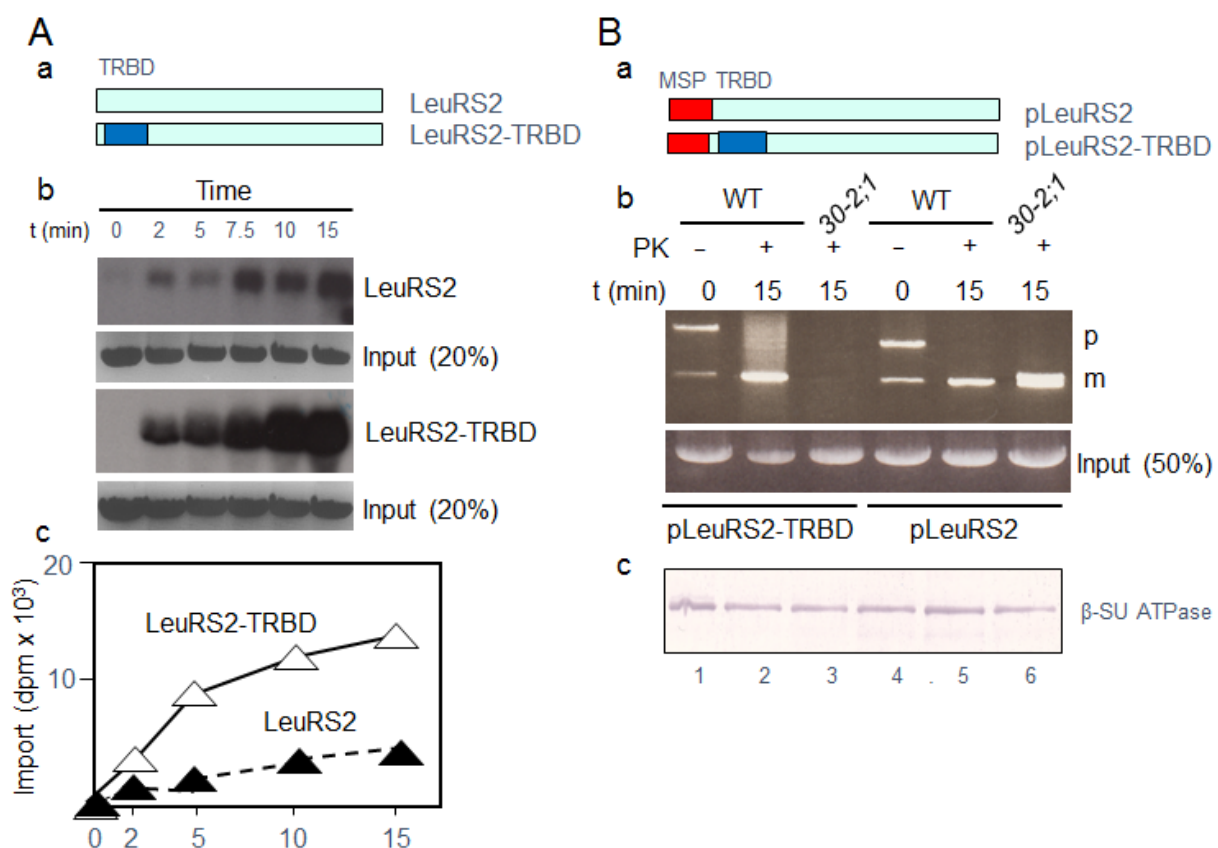 A
a
TRBD
LeuRS2
LeuRS2-TRBD
b
Time
t (min) 0 2 5 7.5 10 15
LeuRS2
Input (20%)
LeuRS2-TRBD
Input (20%)
c
20
10
Import (dpm x 10³)
LeuRS2-TRBD
LeuRS2
0 2 5 10 15
B
a
MSP TRBD
pLeuRS2
pLeuRS2-TRBD
b
WT 30-2;1 WT 30-2;1
PK – + + – + +
t (min) 0 15 15 0 15 15
p
m
Input (50%)
pLeuRS2-TRBD pLeuRS2
c
β-SU ATPase
1 2 3 4 . 5 6